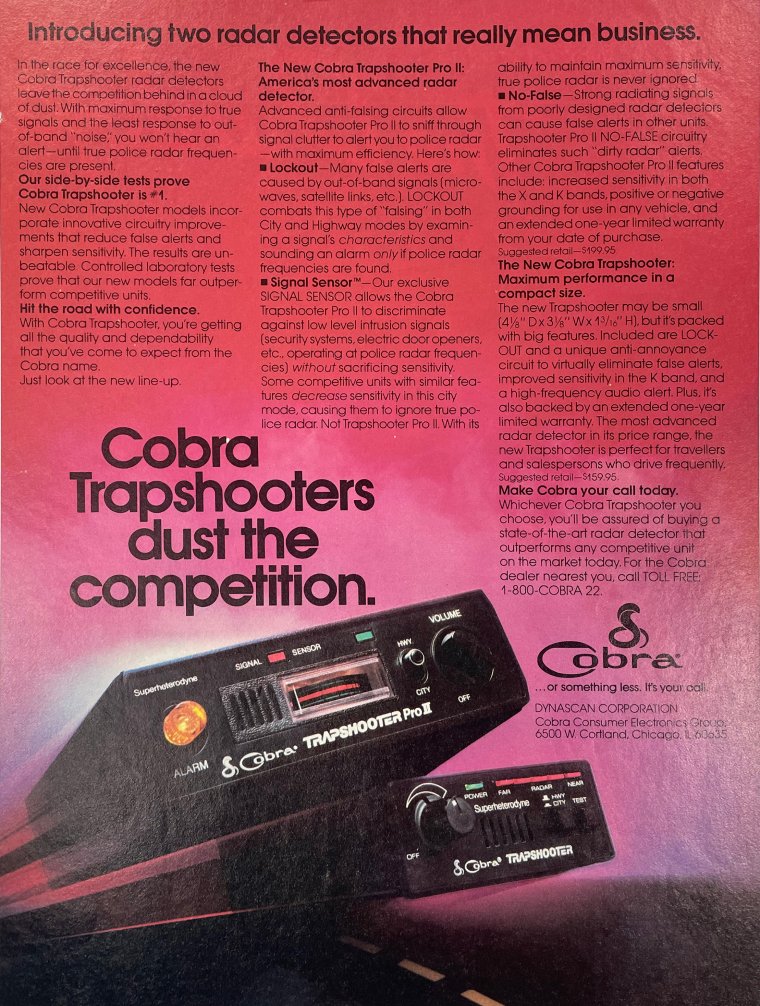 Introducing two radar detectors that really mean business.
In the race for excellence, the new
Cobra Trapshooter radar detectors
leave the competition behind in a cloud
of dust. With maximum response to true
signals and the least response to out-
of-band "noise," you won't hear an
alert—until true police radar frequen-
cies are present.
Our side-by-side tests prove
Cobra Trapshooter is #1.
New Cobra Trapshooter models incor-
porate innovative circuitry improve-
ments that reduce false alerts and
sharpen sensitivity. The results are un-
beatable. Controlled laboratory tests
prove that our new models far outper-
form competitive units.
Hit the road with confidence.
With Cobra Trapshooter, you're getting
all the quality and dependability
that you've come to expect from the
Cobra name.
Just look at the new line-up.
The New Cobra Trapshooter Pro II:
America's most advanced radar
detector.
Advanced anti-falsing circuits allow
Cobra Trapshooter Pro II to sniff through
signal clutter to alert you to police radar
—with maximum efficiency. Here's how:
■ Lockout—Many false alerts are
caused by out-of-band signals (micro-
waves, satellite links, etc.). LOCKOUT
combats this type of "falsing" in both
City and Highway modes by examin-
ing a signal's characteristics and
sounding an alarm only if police radar
frequencies are found.
■ Signal Sensor™—Our exclusive
SIGNAL SENSOR allows the Cobra
Trapshooter Pro II to discriminate
against low level intrusion signals
(security systems, electric door openers,
etc., operating at police radar frequen-
cies) without sacrificing sensitivity.
Some competitive units with similar fea-
tures decrease sensitivity in this city
mode, causing them to ignore true po-
lice radar. Not Trapshooter Pro II. With its
ability to maintain maximum sensitivity,
true police radar is never ignored.
■ No-False—Strong radiating signals
from poorly designed radar detectors
can cause false alerts in other units.
Trapshooter Pro II NO-FALSE circuitry
eliminates such "dirty radar" alerts.
Other Cobra Trapshooter Pro II features
include: increased sensitivity in both
the X and K bands, positive or negative
grounding for use in any vehicle, and
an extended one-year limited warranty
from your date of purchase.
Suggested retail—$199.95
The New Cobra Trapshooter:
Maximum performance in a
compact size.
The new Trapshooter may be small
(4⅛" D x 3⅛" W x 1³/₁₆" H), but it's packed
with big features. Included are LOCK-
OUT and a unique anti-annoyance
circuit to virtually eliminate false alerts,
improved sensitivity in the K band, and
a high-frequency audio alert. Plus, it's
also backed by an extended one-year
limited warranty. The most advanced
radar detector in its price range, the
new Trapshooter is perfect for travellers
and salespersons who drive frequently.
Suggested retail—$159.95.
Make Cobra your call today.
Whichever Cobra Trapshooter you
choose, you'll be assured of buying a
state-of-the-art radar detector that
outperforms any competitive unit
on the market today. For the Cobra
dealer nearest you, call TOLL FREE:
1-800-COBRA 22.
Cobra
Trapshooters
dust the
competition.
Cobra
...or something less. It's your call.
DYNASCAN CORPORATION
Cobra Consumer Electronics Group,
6500 W. Cortland, Chicago, IL 60635
Superheterodyne
SIGNAL SENSOR
HWY
CITY
VOLUME
OFF
ALARM
Cobra® TRAPSHOOTER Pro II
POWER FAR RADAR NEAR
Superheterodyne
HWY
CITY
TEST
OFF
Cobra® TRAPSHOOTER